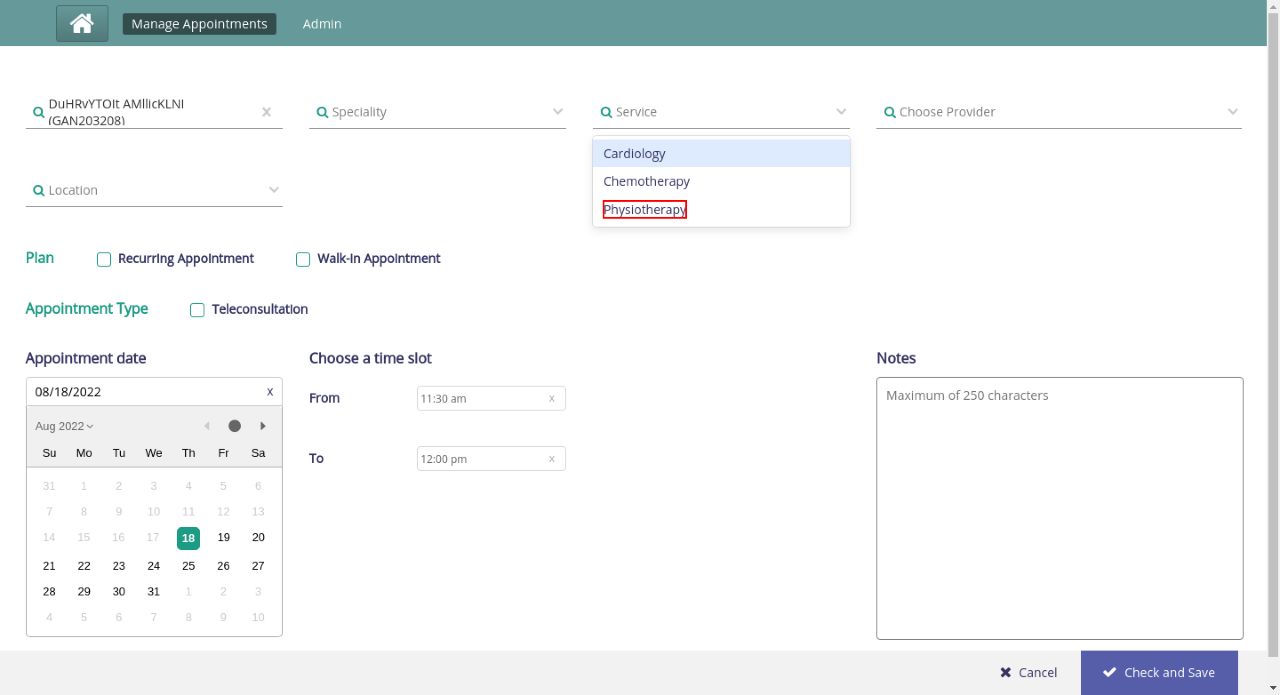 Manage Appointments
Admin
DuHRvYTOIt AMllicKLNI
(GAN203208)
Speciality
Service
Choose Provider
Cardiology
Chemotherapy
Physiotherapy
Location
Plan
Recurring Appointment
Walk-in Appointment
Appointment Type
Teleconsultation
Appointment date
Choose a time slot
Notes
08/18/2022 x
From 11:30 am x
Maximum of 250 characters
Aug 2022
Su Mo Tu We Th Fr Sa
To 12:00 pm x
31 1 2 3 4 5 6
7 8 9 10 11 12 13
14 15 16 17 18 19 20
21 22 23 24 25 26 27
28 29 30 31 1 2 3
4 5 6 7 8 9 10
Cancel
Check and Save